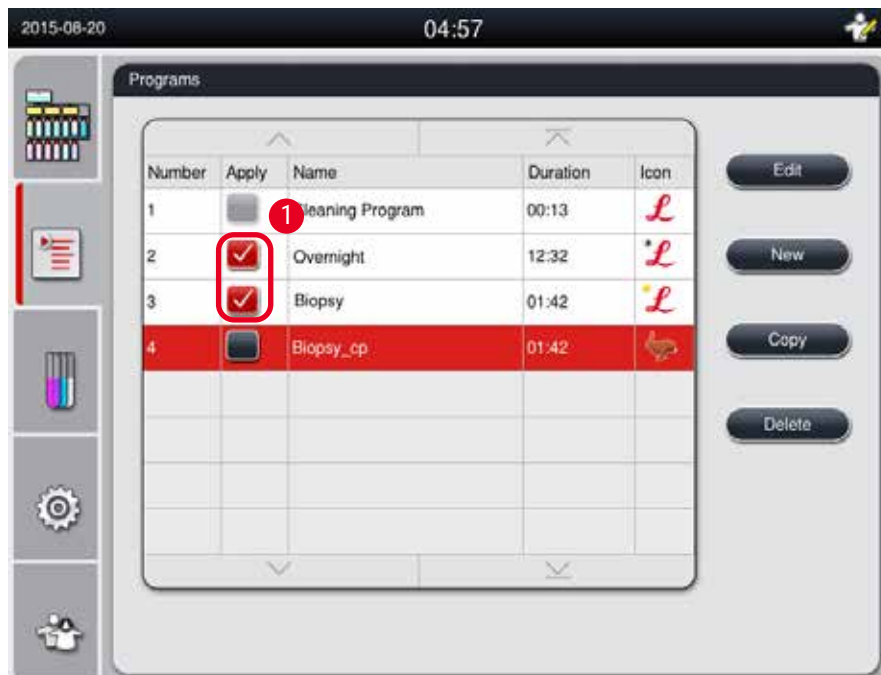 2015-08-20 04:57
Programs
Number Apply Name Duration Icon
1 Cleaning Program 00:13 L
1
2 Overnight 12:32 L
3 Biopsy 01:42 L
4 Biopsy_cp 01:42
Edit
New
Copy
Delete